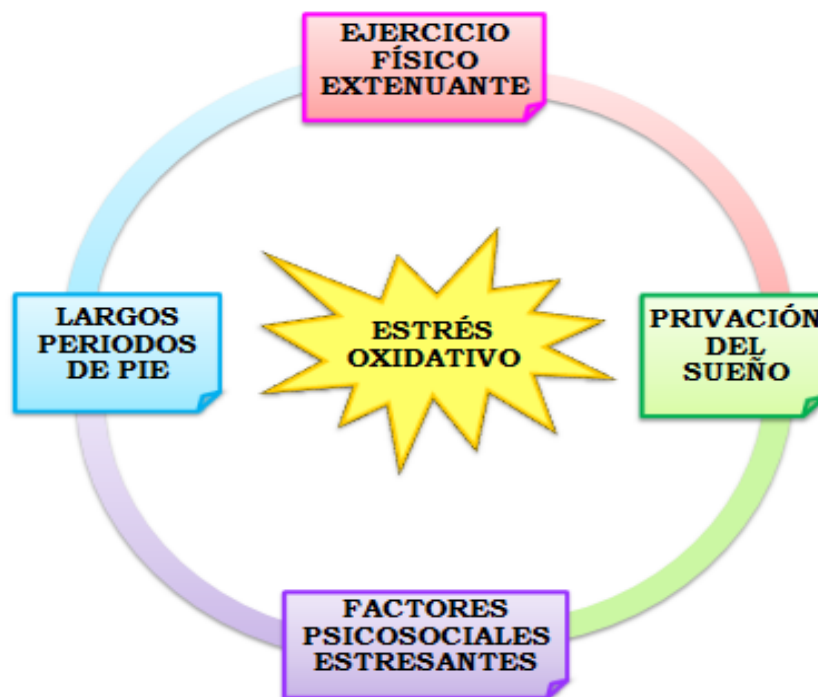 EJERCICIO
FÍSICO
EXTENUANTE
LARGOS
PERIODOS
DE PIE
ESTRÉS
OXIDATIVO
PRIVACIÓN
DEL
SUEÑO
FACTORES
PSICOSOCIALES
ESTRESANTES